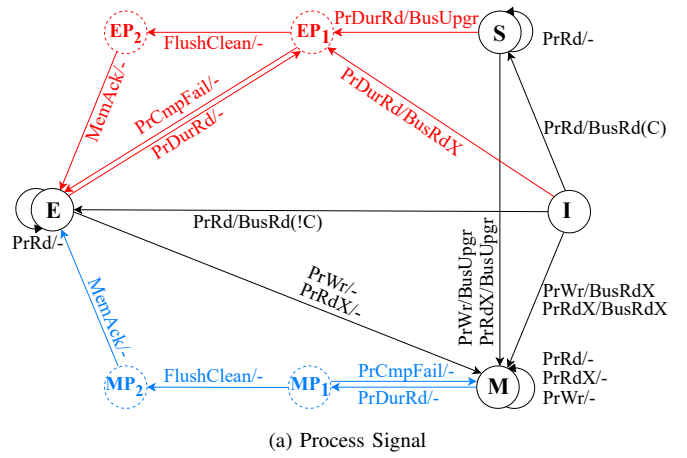 EP2
FlushClean/-
EP1
PrDurRd/BusUpgr
S
PrRd/-
MemAck/-
PrCmpFail/-
PrDurRd/-
PrDurRd/BusRdX
PrRd/BusRd(C)
E
PrRd/-
PrRd/BusRd(!C)
I
PrWr/-
PrRdX/-
PrWr/BusUpgr
PrRdX/BusUpgr
PrWr/BusRdX
PrRdX/BusRdX
MemAck/-
MP2
FlushClean/-
MP1
PrCmpFail/-
PrDurRd/-
M
PrRd/-
PrRdX/-
PrWr/-
(a) Process Signal